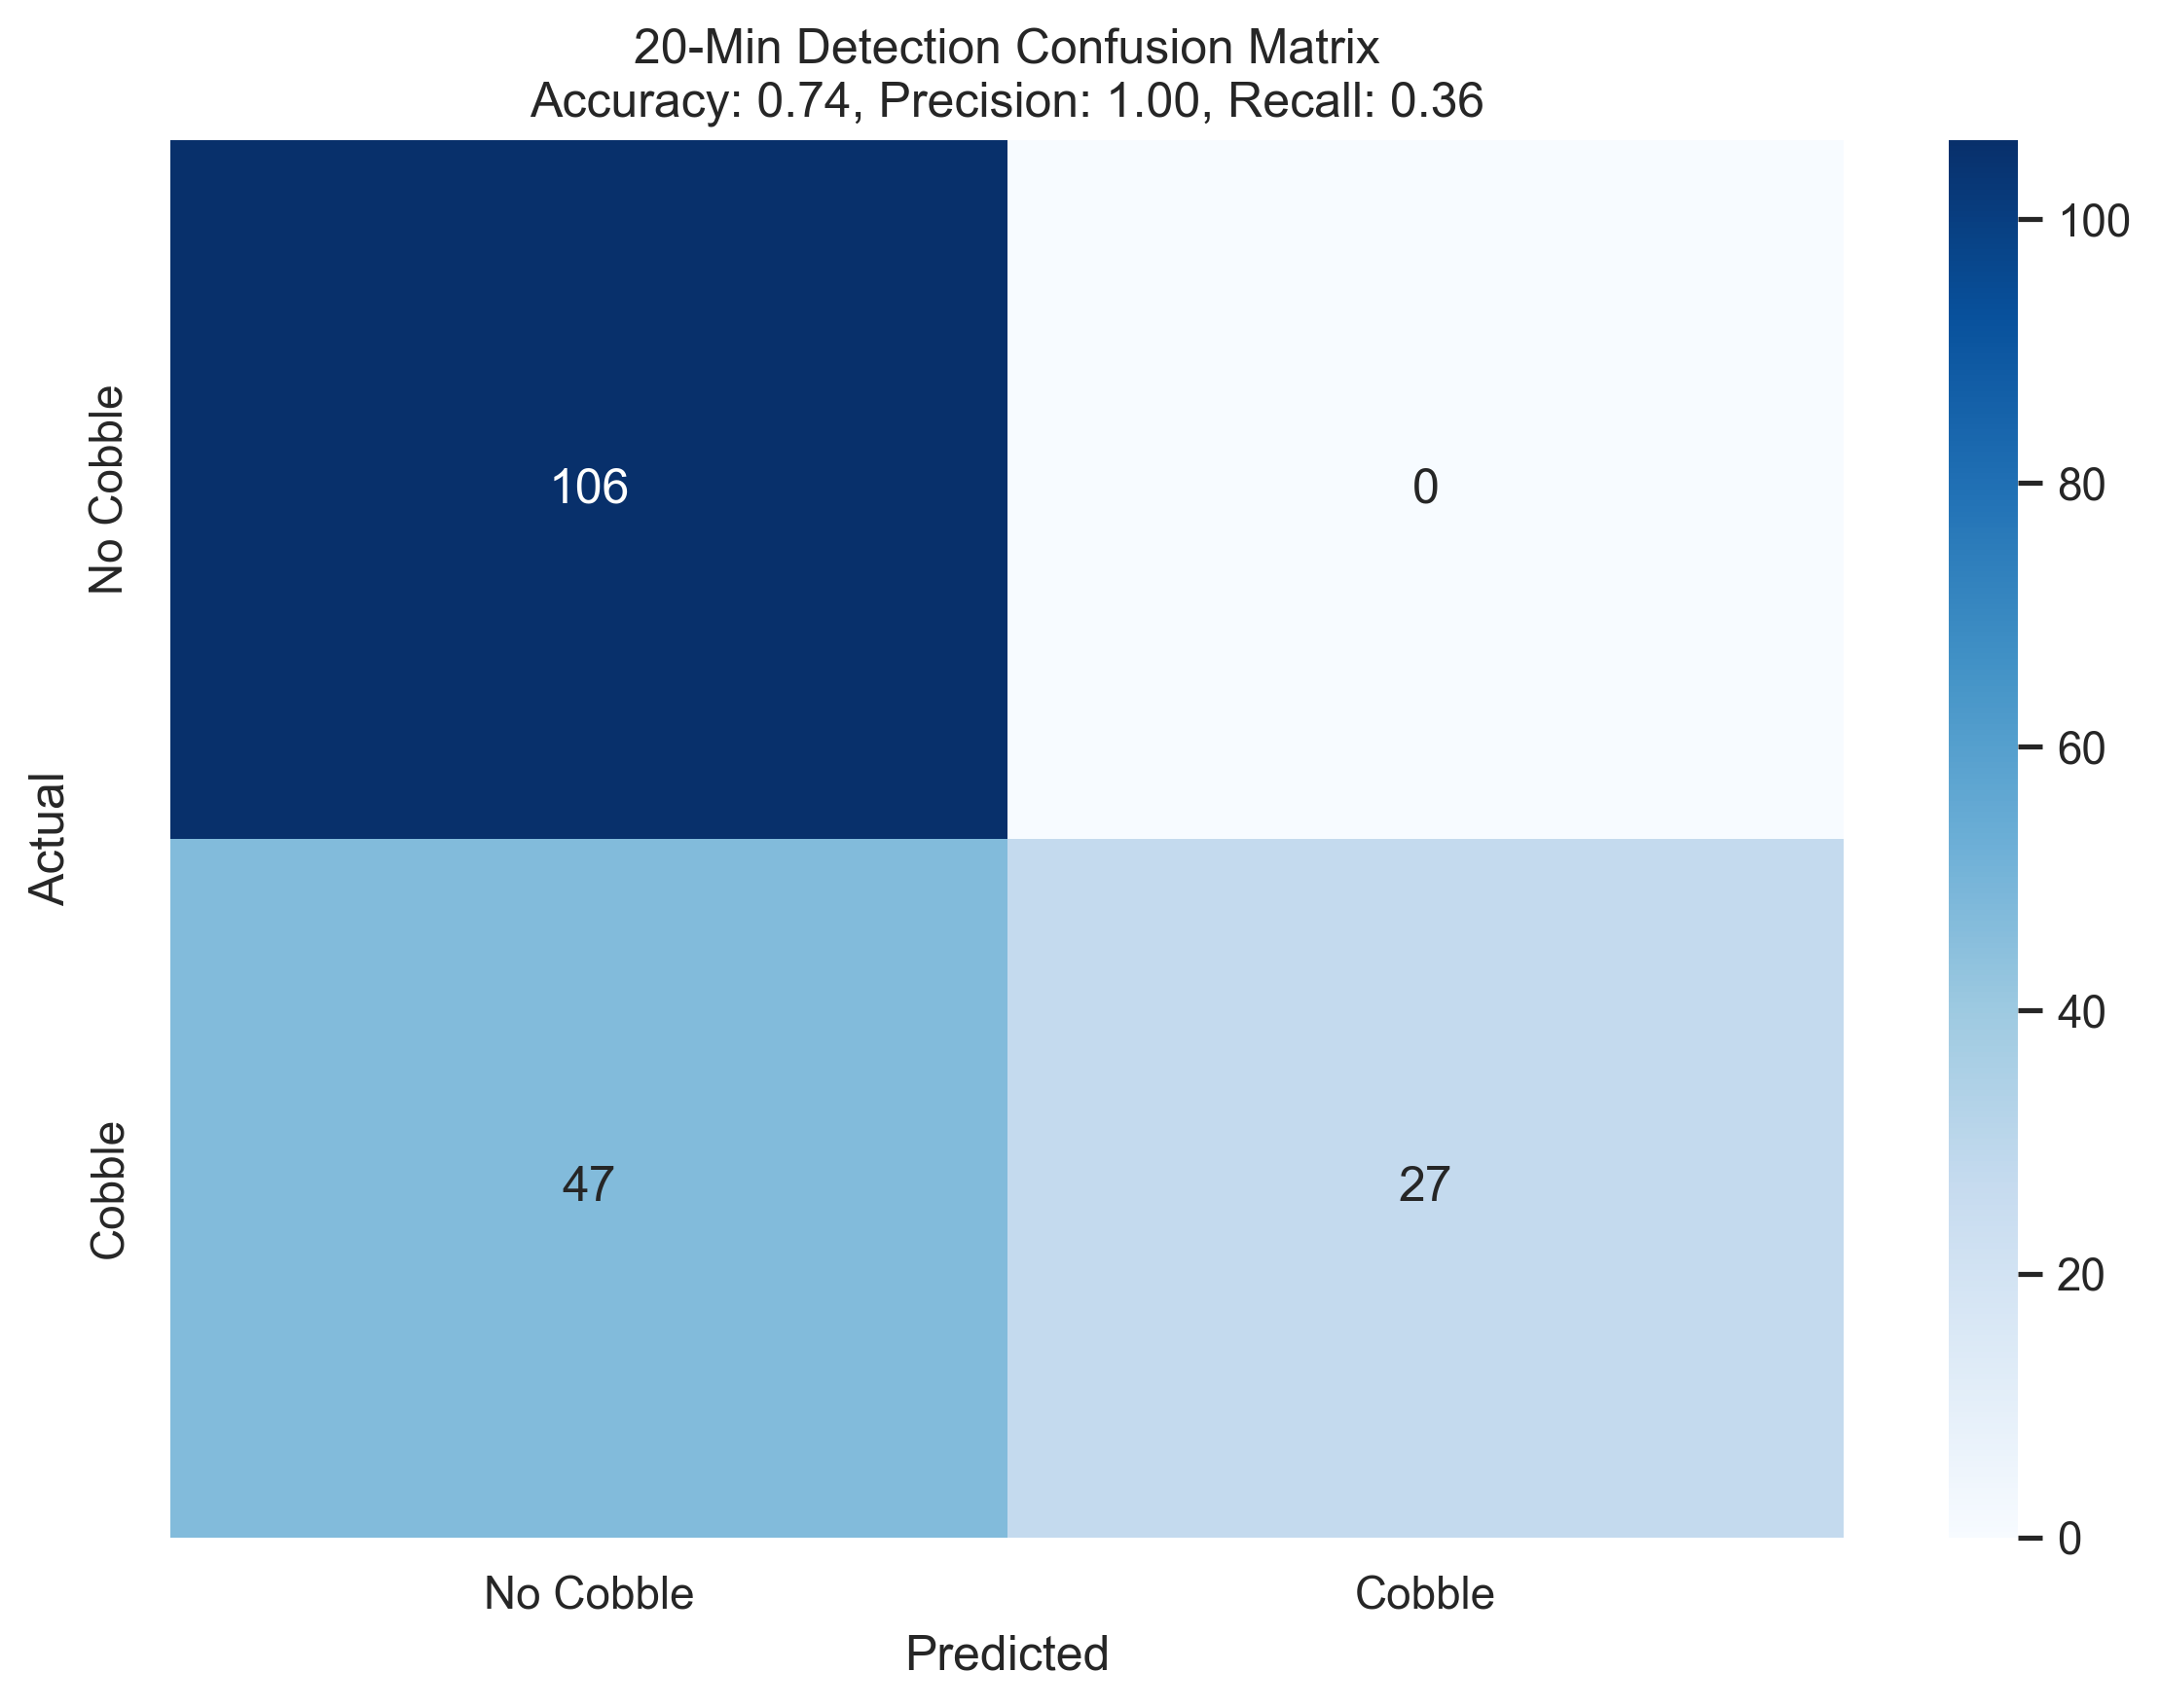 20-Min Detection Confusion Matrix
Accuracy: 0.74, Precision: 1.00, Recall: 0.36
Actual
No Cobble
Cobble
106
0
47
27
No Cobble
Cobble
Predicted
100
80
60
40
20
0